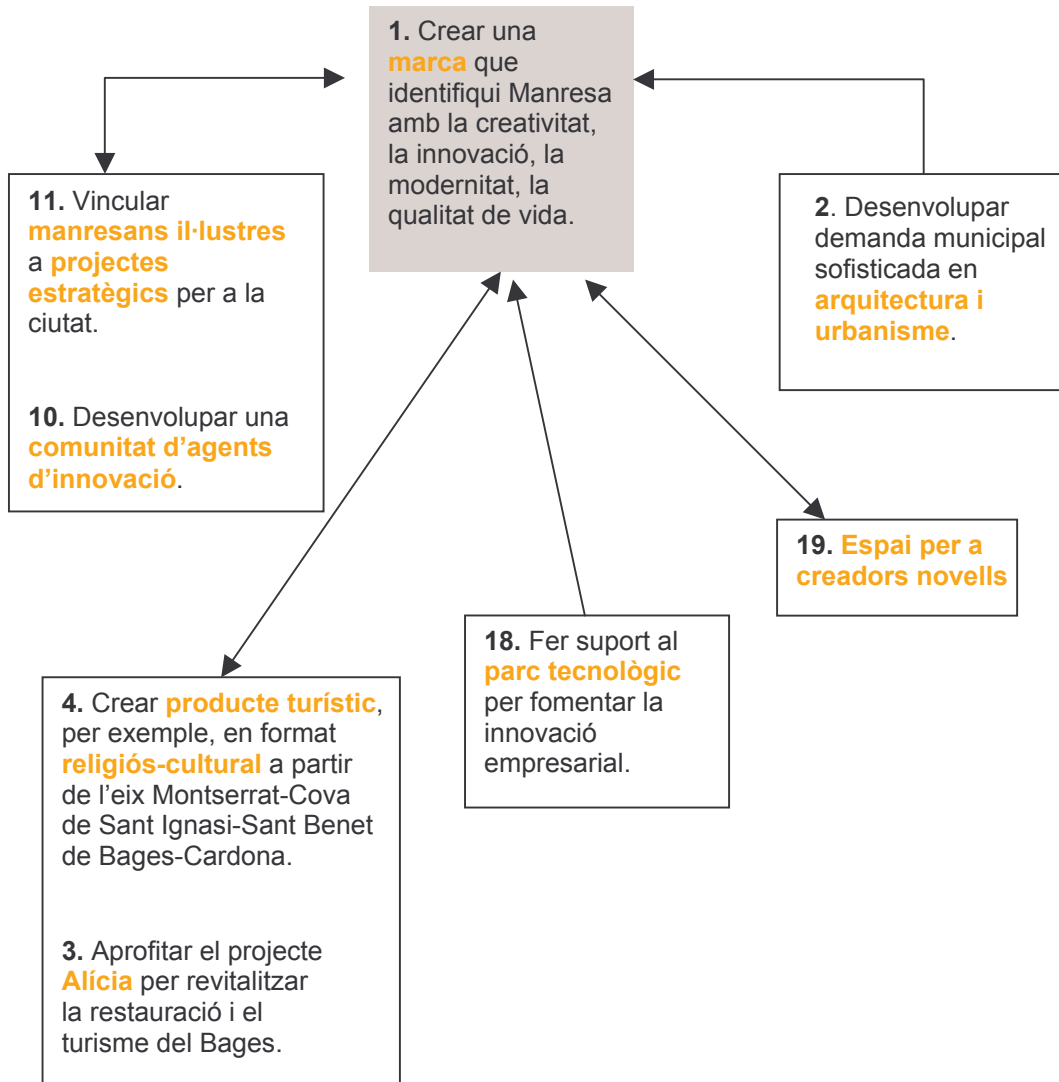 1. Crear una
marca que
identifiqui Manresa
amb la creativitat,
la innovació, la
modernitat, la
qualitat de vida.
11. Vincular
manresans il·lustres
a projectes
estratègics per a la
ciutat.
10. Desenvolupar una
comunitat d’agents
d’innovació.
2. Desenvolupar
demanda municipal
sofisticada en
arquitectura i
urbanisme.
19. Espai per a
creadors novells
18. Fer suport al
parc tecnològic
per fomentar la
innovació
empresarial.
4. Crear producte turístic,
per exemple, en format
religiós-cultural a partir
de l’eix Montserrat-Cova
de Sant Ignasi-Sant Benet
de Bages-Cardona.
3. Aprofitar el projecte
Alícia per revitalitzar
la restauració i el
turisme del Bages.